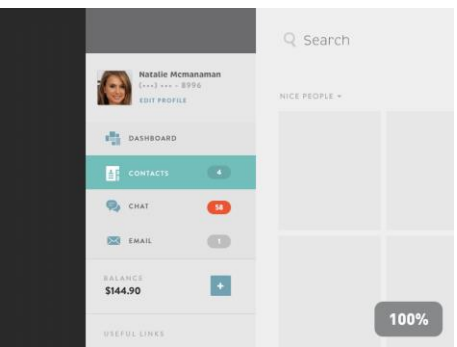 Natalie Mcmanaman
(•••) ••• - 8996
EDIT PROFILE
DASHBOARD
CONTACTS 4
CHAT 58
EMAIL 1
BALANCE
$144.90 +
USEFUL LINKS
Search
NICE PEOPLE
100%